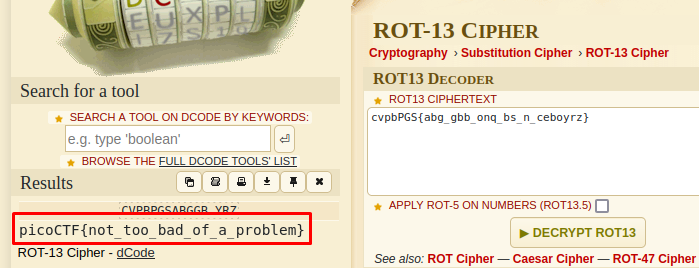 Search for a tool
★ SEARCH A TOOL ON DCODE BY KEYWORDS:
e.g. type 'boolean'
★ BROWSE THE FULL DCODE TOOLS' LIST
Results
CVPBPGSABGGB…YRZ
picoCTF{not_too_bad_of_a_problem}
ROT-13 Cipher - dCode
ROT-13 CIPHER
Cryptography › Substitution Cipher › ROT-13 Cipher
ROT13 DECODER
★ ROT13 CIPHERTEXT
cvpbPGS{abg_gbb_onq_bs_n_ceboyrz}
★ APPLY ROT-5 ON NUMBERS (ROT13.5)
▶ DECRYPT ROT13
See also: ROT Cipher — Caesar Cipher — ROT-47 Cipher